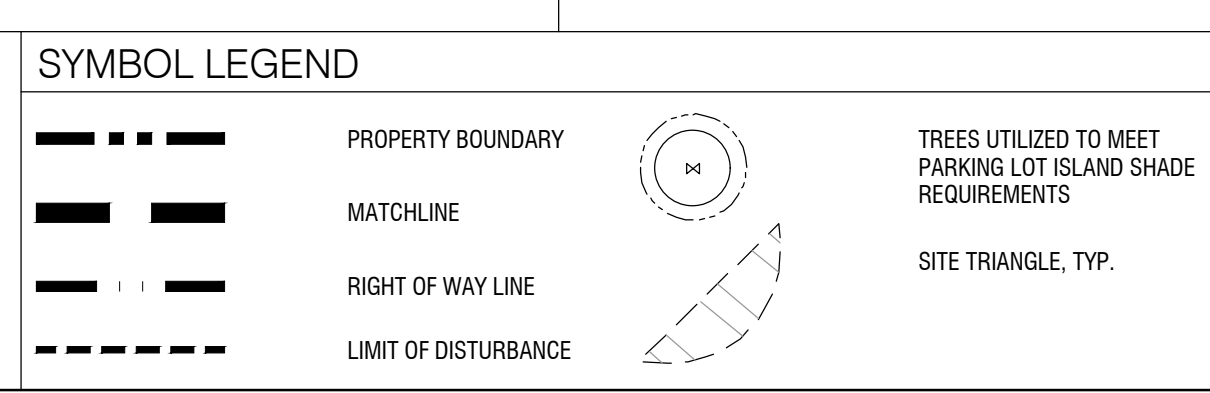 SYMBOL LEGEND
PROPERTY BOUNDARY
MATCHLINE
RIGHT OF WAY LINE
LIMIT OF DISTURBANCE
TREES UTILIZED TO MEET
PARKING LOT ISLAND SHADE
REQUIREMENTS
SITE TRIANGLE, TYP.